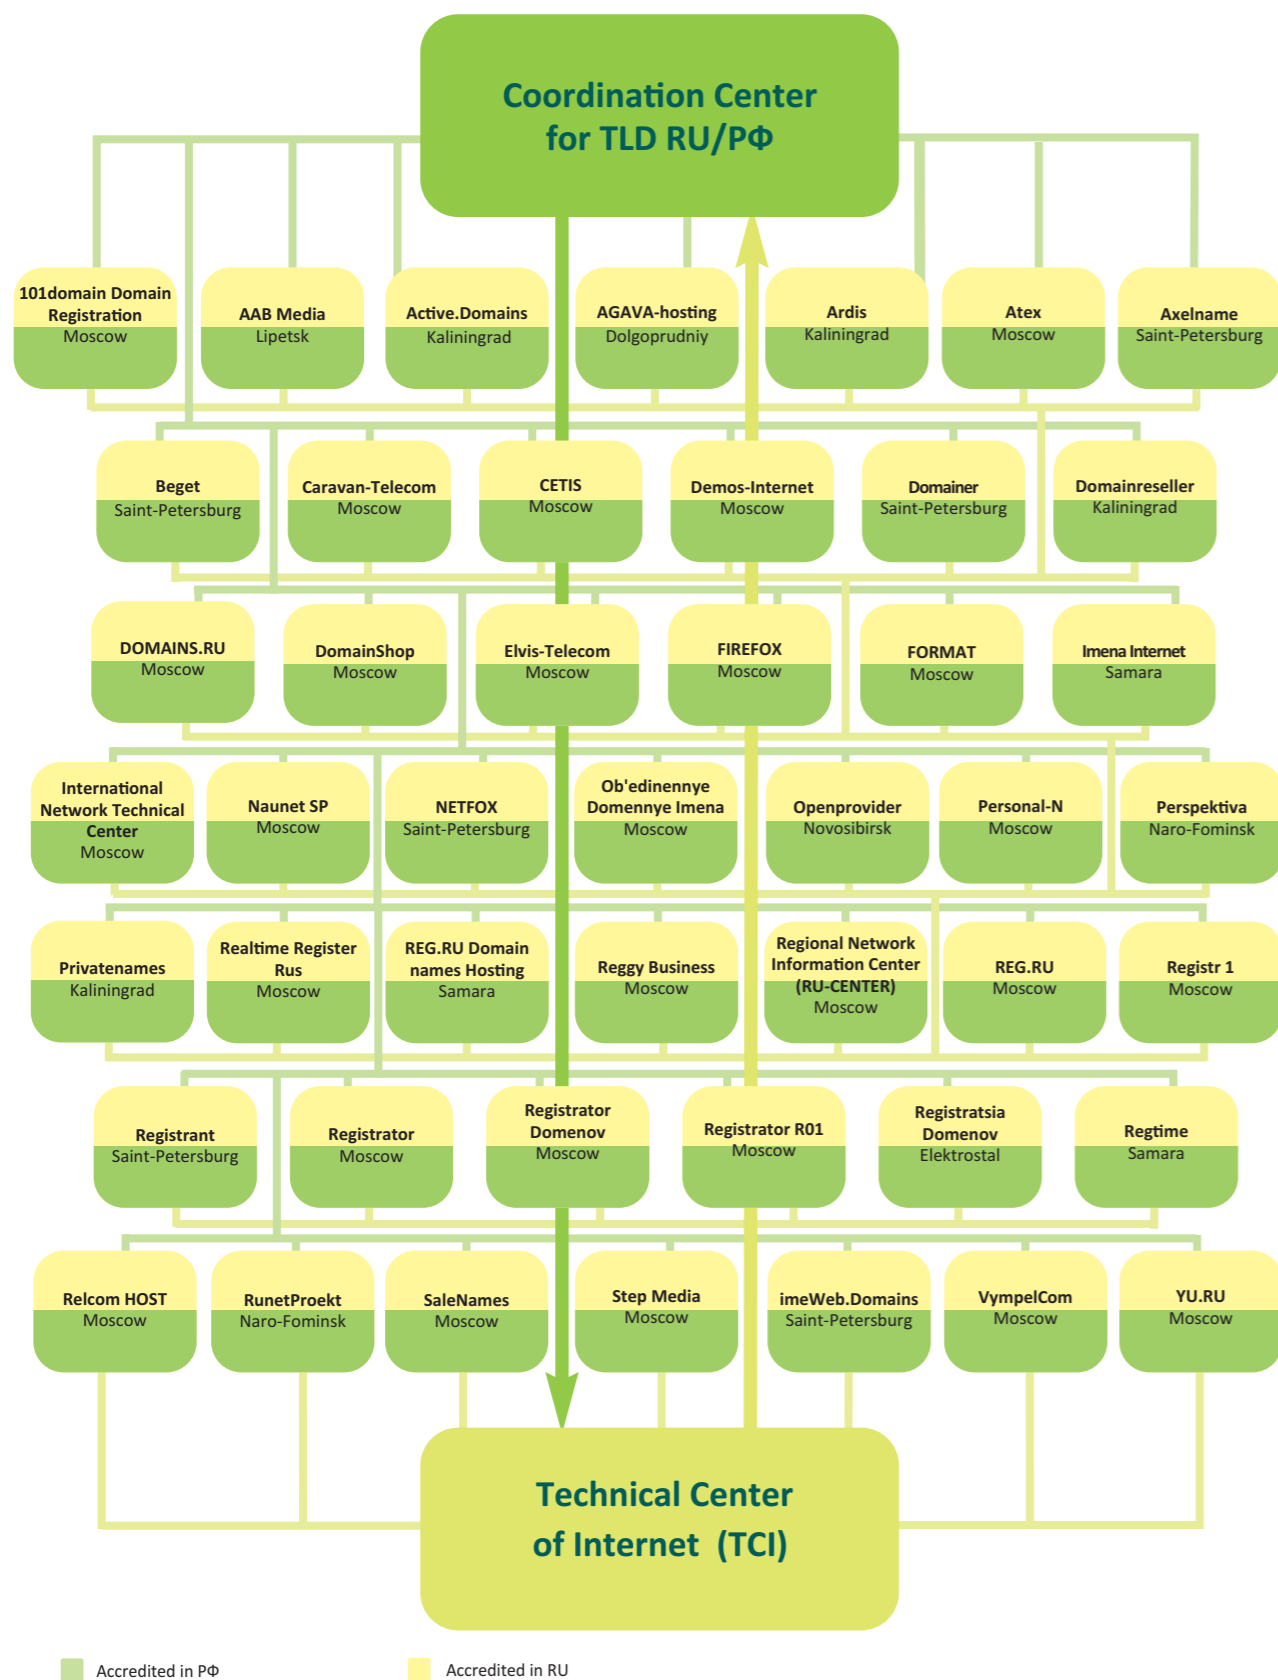 Coordination Center
for TLD RU/РФ
101domain Domain
Registration
Moscow
AAB Media
Lipetsk
Active.Domains
Kaliningrad
AGAVA-hosting
Dolgoprudniy
Ardis
Kaliningrad
Atex
Moscow
Axelname
Saint-Petersburg
Beget
Saint-Petersburg
Caravan-Telecom
Moscow
CETIS
Moscow
Demos-Internet
Moscow
Domainer
Saint-Petersburg
Domainreseller
Kaliningrad
DOMAINS.RU
Moscow
DomainShop
Moscow
Elvis-Telecom
Moscow
FIREFOX
Moscow
FORMAT
Moscow
Imena Internet
Samara
International
Network Technical
Center
Moscow
Naunet SP
Moscow
NETFOX
Saint-Petersburg
Ob'edinennye
Domennye Imena
Moscow
Openprovider
Novosibirsk
Personal-N
Moscow
Perspektiva
Naro-Fominsk
Privatenames
Kaliningrad
Realtime Register
Rus
Moscow
REG.RU Domain
names Hosting
Samara
Reggy Business
Moscow
Regional Network
Information Center
(RU-CENTER)
Moscow
REG.RU
Moscow
Registr 1
Moscow
Registrant
Saint-Petersburg
Registrator
Moscow
Registrator
Domenov
Moscow
Registrator R01
Moscow
Registratsia
Domenov
Elektrostal
Regtime
Samara
Relcom HOST
Moscow
RunetProekt
Naro-Fominsk
SaleNames
Moscow
Step Media
Moscow
imeWeb.Domains
Saint-Petersburg
VympelCom
Moscow
YU.RU
Moscow
Technical Center
of Internet (TCI)
Accredited in РФ
Accredited in RU